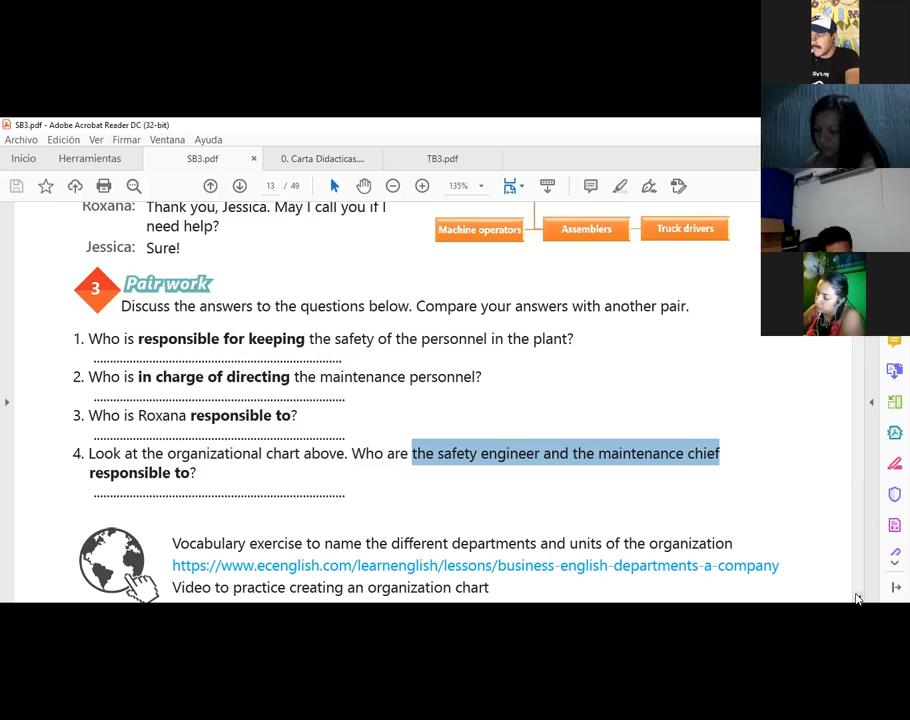 SB3.pdf - Adobe Acrobat Reader DC (32-bit)
Archivo Edición Ver Firmar Ventana Ayuda
Inicio Herramientas SB3.pdf × 0. Carta Didacticas.... TB3.pdf
13 / 49 135%
Roxana: Thank you, Jessica. May I call you if I
need help?
Jessica: Sure!
Machine operators Assemblers Truck drivers
3 Pair work
Discuss the answers to the questions below. Compare your answers with another pair.
1. Who is responsible for keeping the safety of the personnel in the plant?
2. Who is in charge of directing the maintenance personnel?
3. Who is Roxana responsible to?
4. Look at the organizational chart above. Who are the safety engineer and the maintenance chief
responsible to?
Vocabulary exercise to name the different departments and units of the organization
https://www.ecenglish.com/learnenglish/lessons/business-english-departments-a-company
Video to practice creating an organization chart